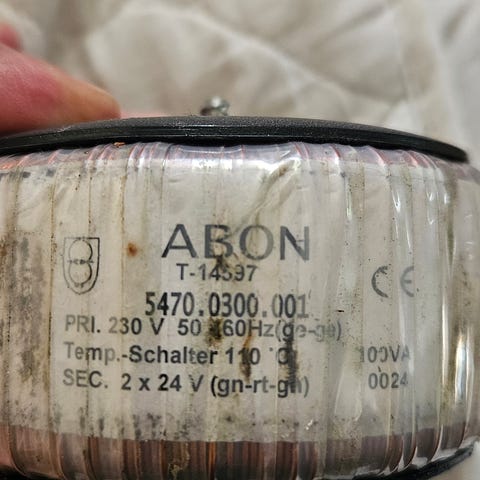 ABON
T-14597
5470.0300.001
PRI. 230 V 50 460Hz(ge-ge)
Temp.-Schalter 110 °C
SEC. 2 x 24 V (gn-rt-gn)
CE
100VA
0024